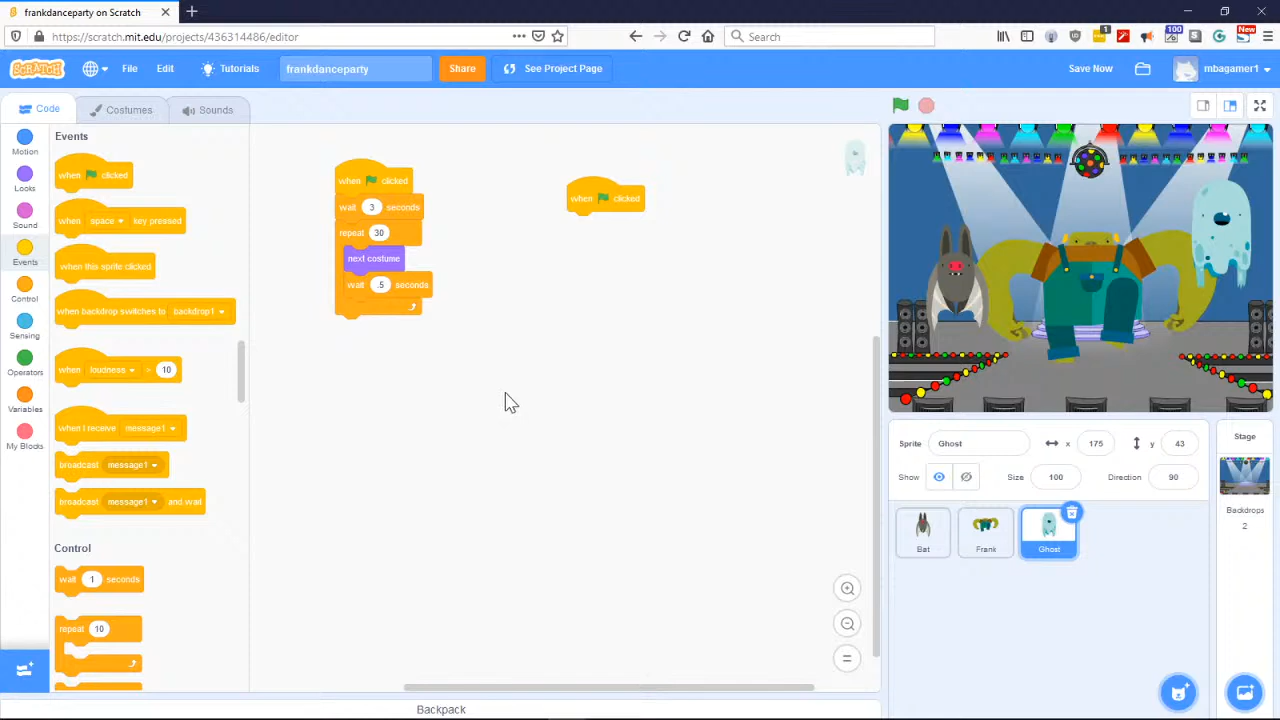 frankdanceparty on Scratch
https://scratch.mit.edu/projects/436314486/editor
Search
1
100
New
SCRATCH
File
Edit
Tutorials
frankdanceparty
Share
See Project Page
Save Now
mbagamer1
Code
Costumes
Sounds
Motion
Looks
Sound
Events
Control
Sensing
Operators
Variables
My Blocks
Events
when clicked
when space key pressed
when this sprite clicked
when backdrop switches to backdrop1
when loudness > 10
when I receive message1
broadcast message1
broadcast message1 and wait
Control
wait 1 seconds
repeat 10
when clicked
wait 3 seconds
repeat 30
next costume
wait .5 seconds
when clicked
Sprite Ghost x 175 y 43
Show Size 100 Direction 90
Bat
Frank
Ghost
Stage
Backdrops
2
Backpack